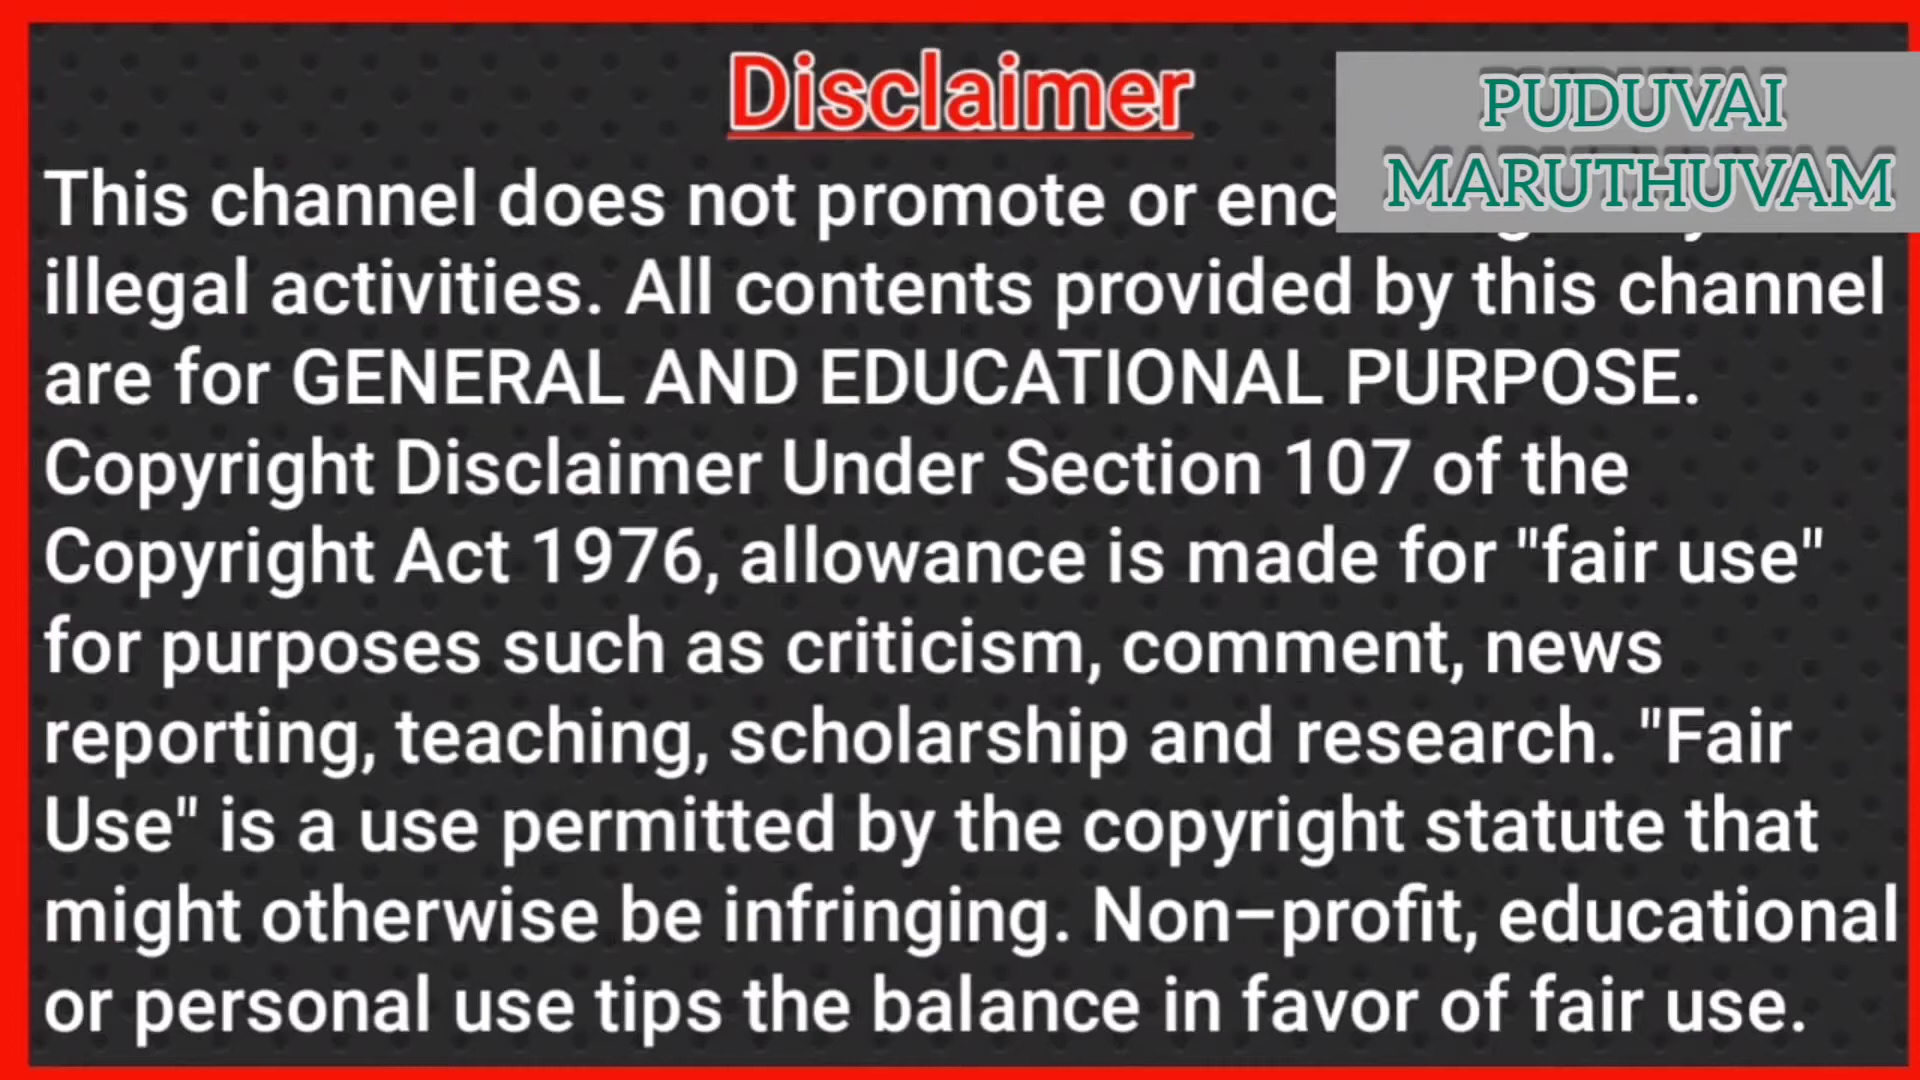 Disclaimer
PUDUVAI
MARUTHUVAM
This channel does not promote or
illegal activities. All contents provided by this channel
are for GENERAL AND EDUCATIONAL PURPOSE.
Copyright Disclaimer Under Section 107 of the
Copyright Act 1976, allowance is made for "fair use"
for purposes such as criticism, comment, news
reporting, teaching, scholarship and research. "Fair
Use" is a use permitted by the copyright statute that
might otherwise be infringing. Non–profit, educational
or personal use tips the balance in favor of fair use.